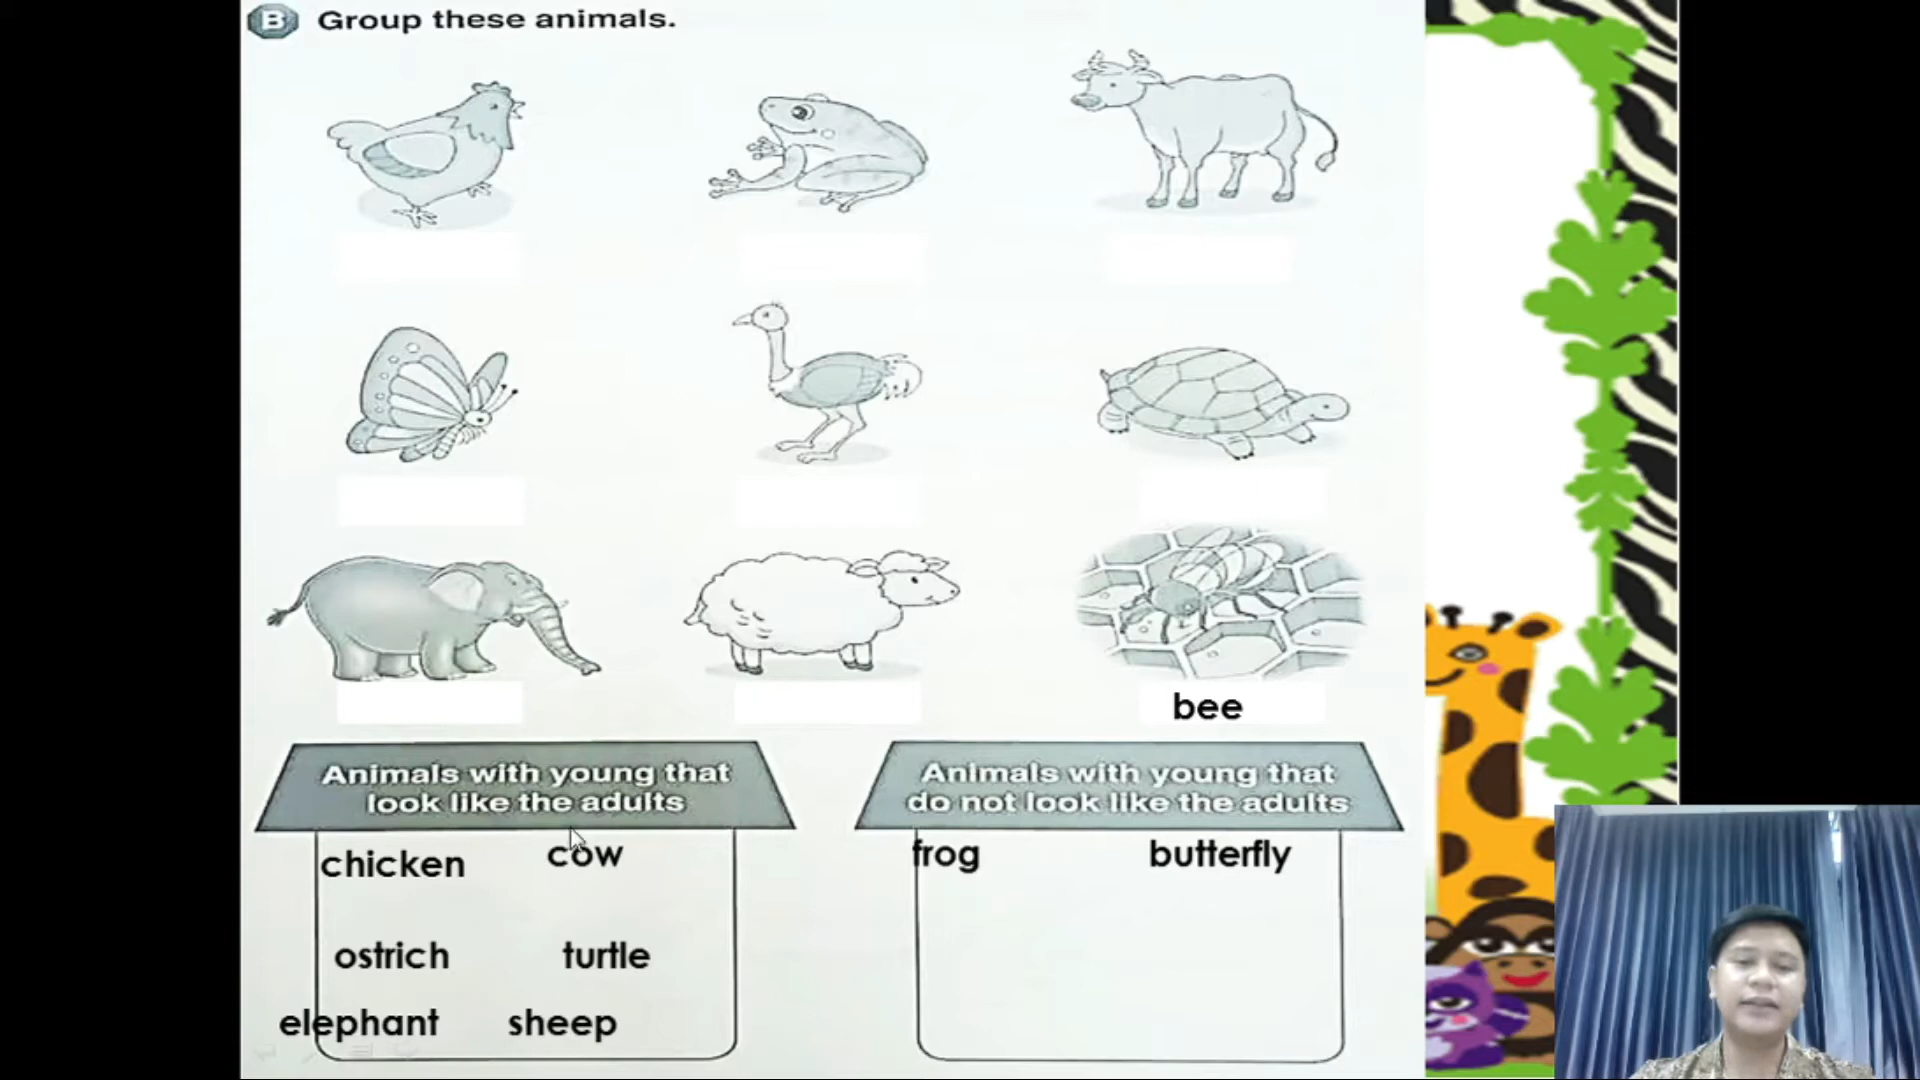 B Group these animals.
bee
Animals with young that
look like the adults
Animals with young that
do not look like the adults
chicken cow
ostrich turtle
elephant sheep
frog butterfly